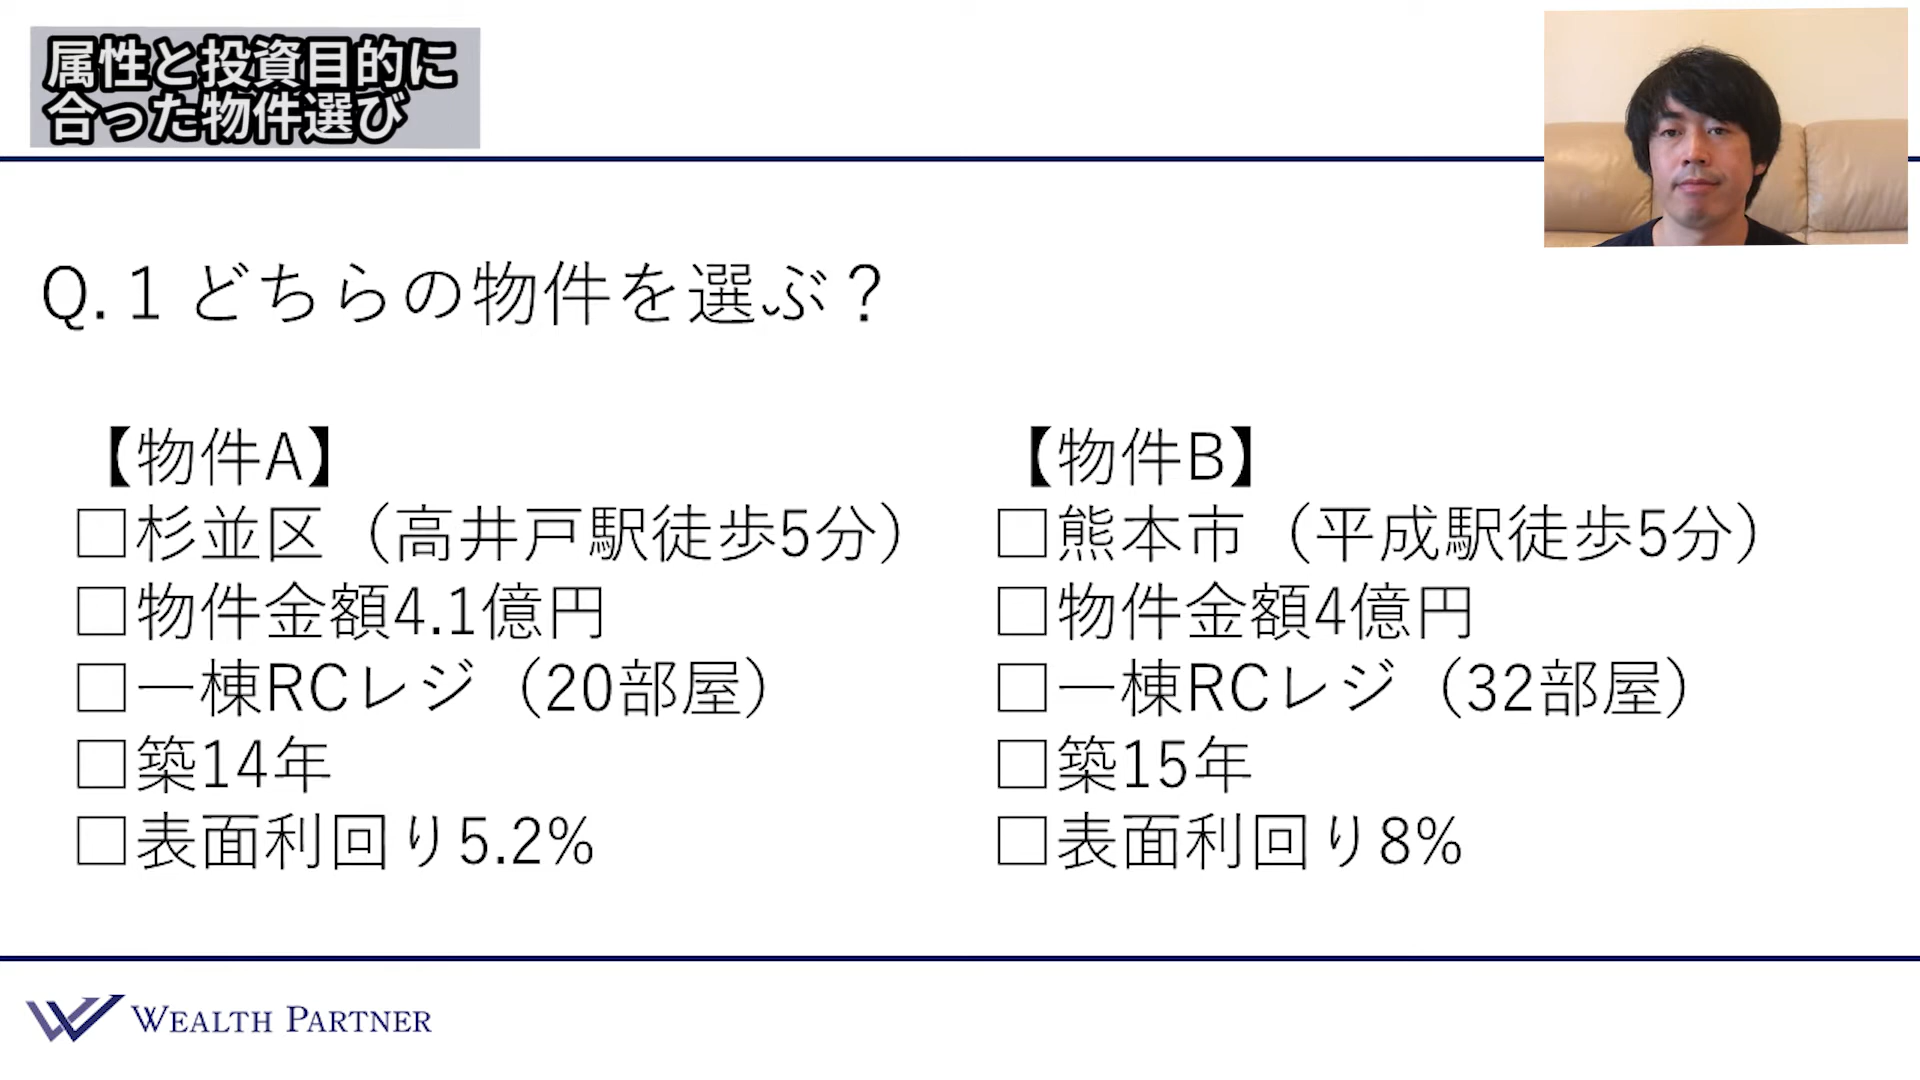 属性と投資目的に
合った物件選び
Q.1 どちらの物件を選ぶ？
【物件A】
□杉並区（高井戸駅徒歩5分）
□物件金額4.1億円
□一棟RCレジ（20部屋）
□築14年
□表面利回り5.2%
【物件B】
□熊本市（平成駅徒歩5分）
□物件金額4億円
□一棟RCレジ（32部屋）
□築15年
□表面利回り8%
WEALTH PARTNER